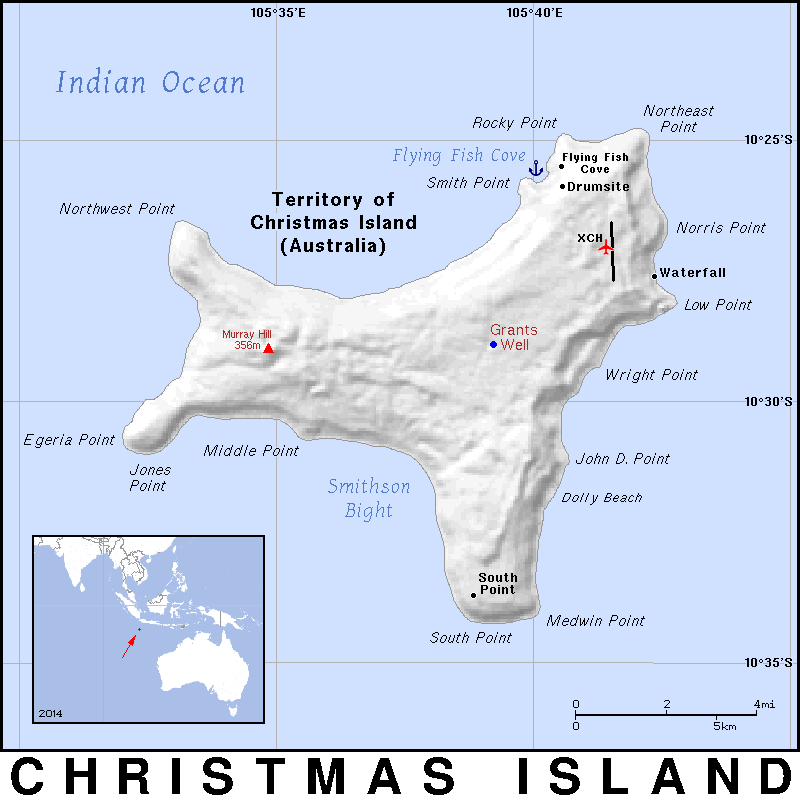 105°35'E
105°40'E
Indian Ocean
Rocky Point
Northeast
Point
10°25'S
Flying Fish Cove
Flying Fish
Cove
Smith Point
Drumsite
Territory of
Christmas Island
(Australia)
Northwest Point
XCH
Norris Point
Waterfall
Low Point
Murray Hill
356m
Grants
Well
Wright Point
10°30'S
Egeria Point
Middle Point
Jones
Point
John D. Point
Smithson
Bight
Dolly Beach
South
Point
Medwin Point
South Point
10°35'S
2014
0 2 4mi
0 5km
CHRISTMAS ISLAND